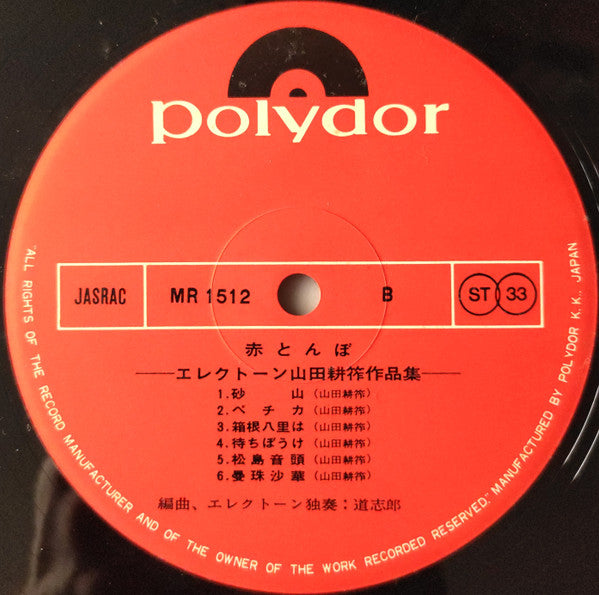 polydor
JASRAC
MR 1512
B
ST 33
赤とんぼ
エレクトーン山田耕筰作品集
1.砂山(山田耕筰)
2.ペチカ(山田耕筰)
3.箱根八里は(山田耕筰)
4.待ちぼうけ(山田耕筰)
5.松島音頭(山田耕筰)
6.曼珠沙華(山田耕筰)
編曲、エレクトーン独奏:道志郎
"ALL RIGHTS OF THE RECORD MANUFACTURER AND OF THE OWNER OF THE WORK RECORDED RESERVED." MANUFACTURED BY POLYDOR K.K., JAPAN